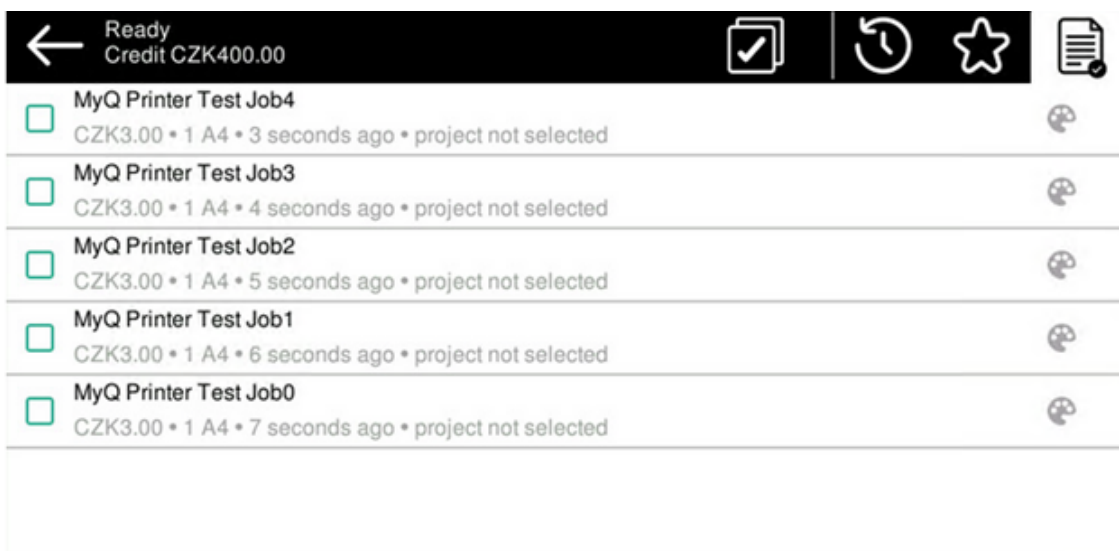 Ready
Credit CZK400.00
MyQ Printer Test Job4
CZK3.00 • 1 A4 • 3 seconds ago • project not selected
MyQ Printer Test Job3
CZK3.00 • 1 A4 • 4 seconds ago • project not selected
MyQ Printer Test Job2
CZK3.00 • 1 A4 • 5 seconds ago • project not selected
MyQ Printer Test Job1
CZK3.00 • 1 A4 • 6 seconds ago • project not selected
MyQ Printer Test Job0
CZK3.00 • 1 A4 • 7 seconds ago • project not selected